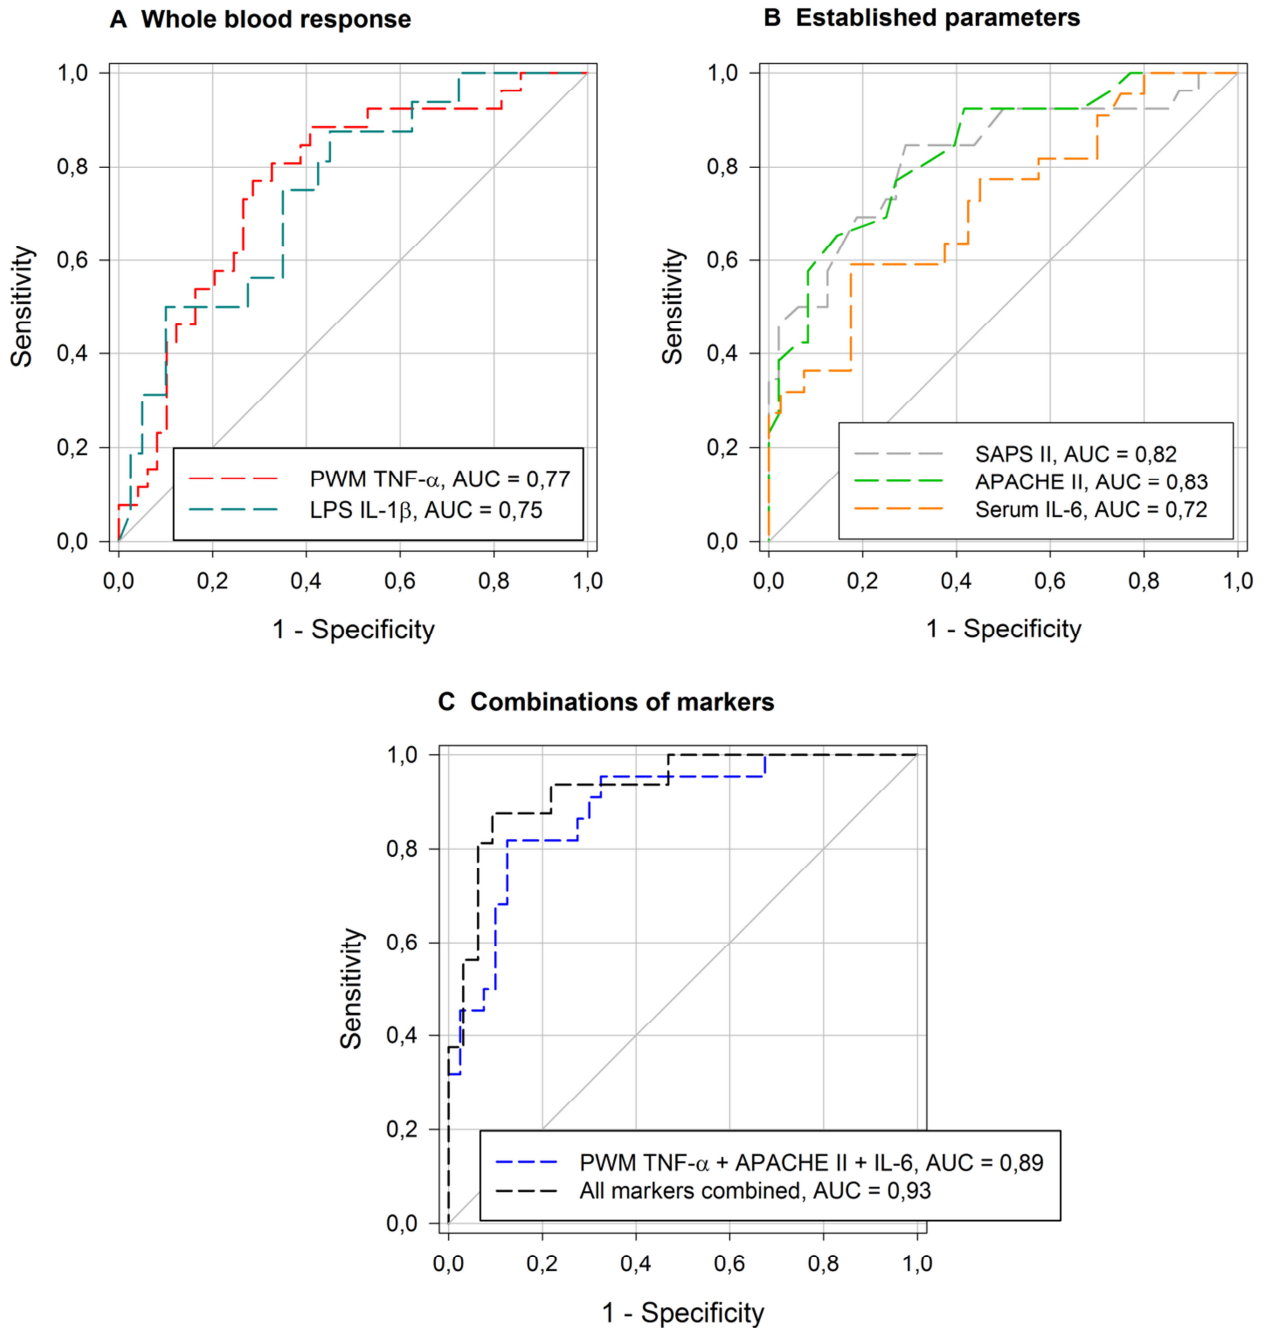 A Whole blood response
1,0
0,8
0,6
0,4
0,2
0,0
Sensitivity
PWM TNF-α, AUC = 0,77
LPS IL-1β, AUC = 0,75
0,0 0,2 0,4 0,6 0,8 1,0
1 - Specificity
B Established parameters
1,0
0,8
0,6
0,4
0,2
0,0
Sensitivity
SAPS II, AUC = 0,82
APACHE II, AUC = 0,83
Serum IL-6, AUC = 0,72
0,0 0,2 0,4 0,6 0,8 1,0
1 - Specificity
C Combinations of markers
1,0
0,8
0,6
0,4
0,2
0,0
Sensitivity
PWM TNF-α + APACHE II + IL-6, AUC = 0,89
All markers combined, AUC = 0,93
0,0 0,2 0,4 0,6 0,8 1,0
1 - Specificity